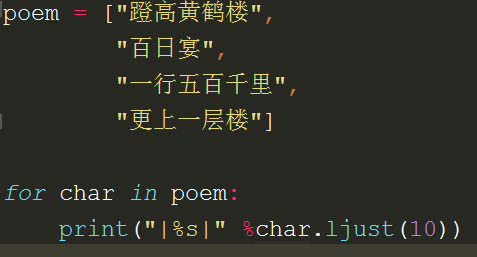 poem = ["蹬高黄鹤楼",
"百日宴",
"一行五百千里",
"更上一层楼"]
for char in poem:
print("|%s|" %char.ljust(10))